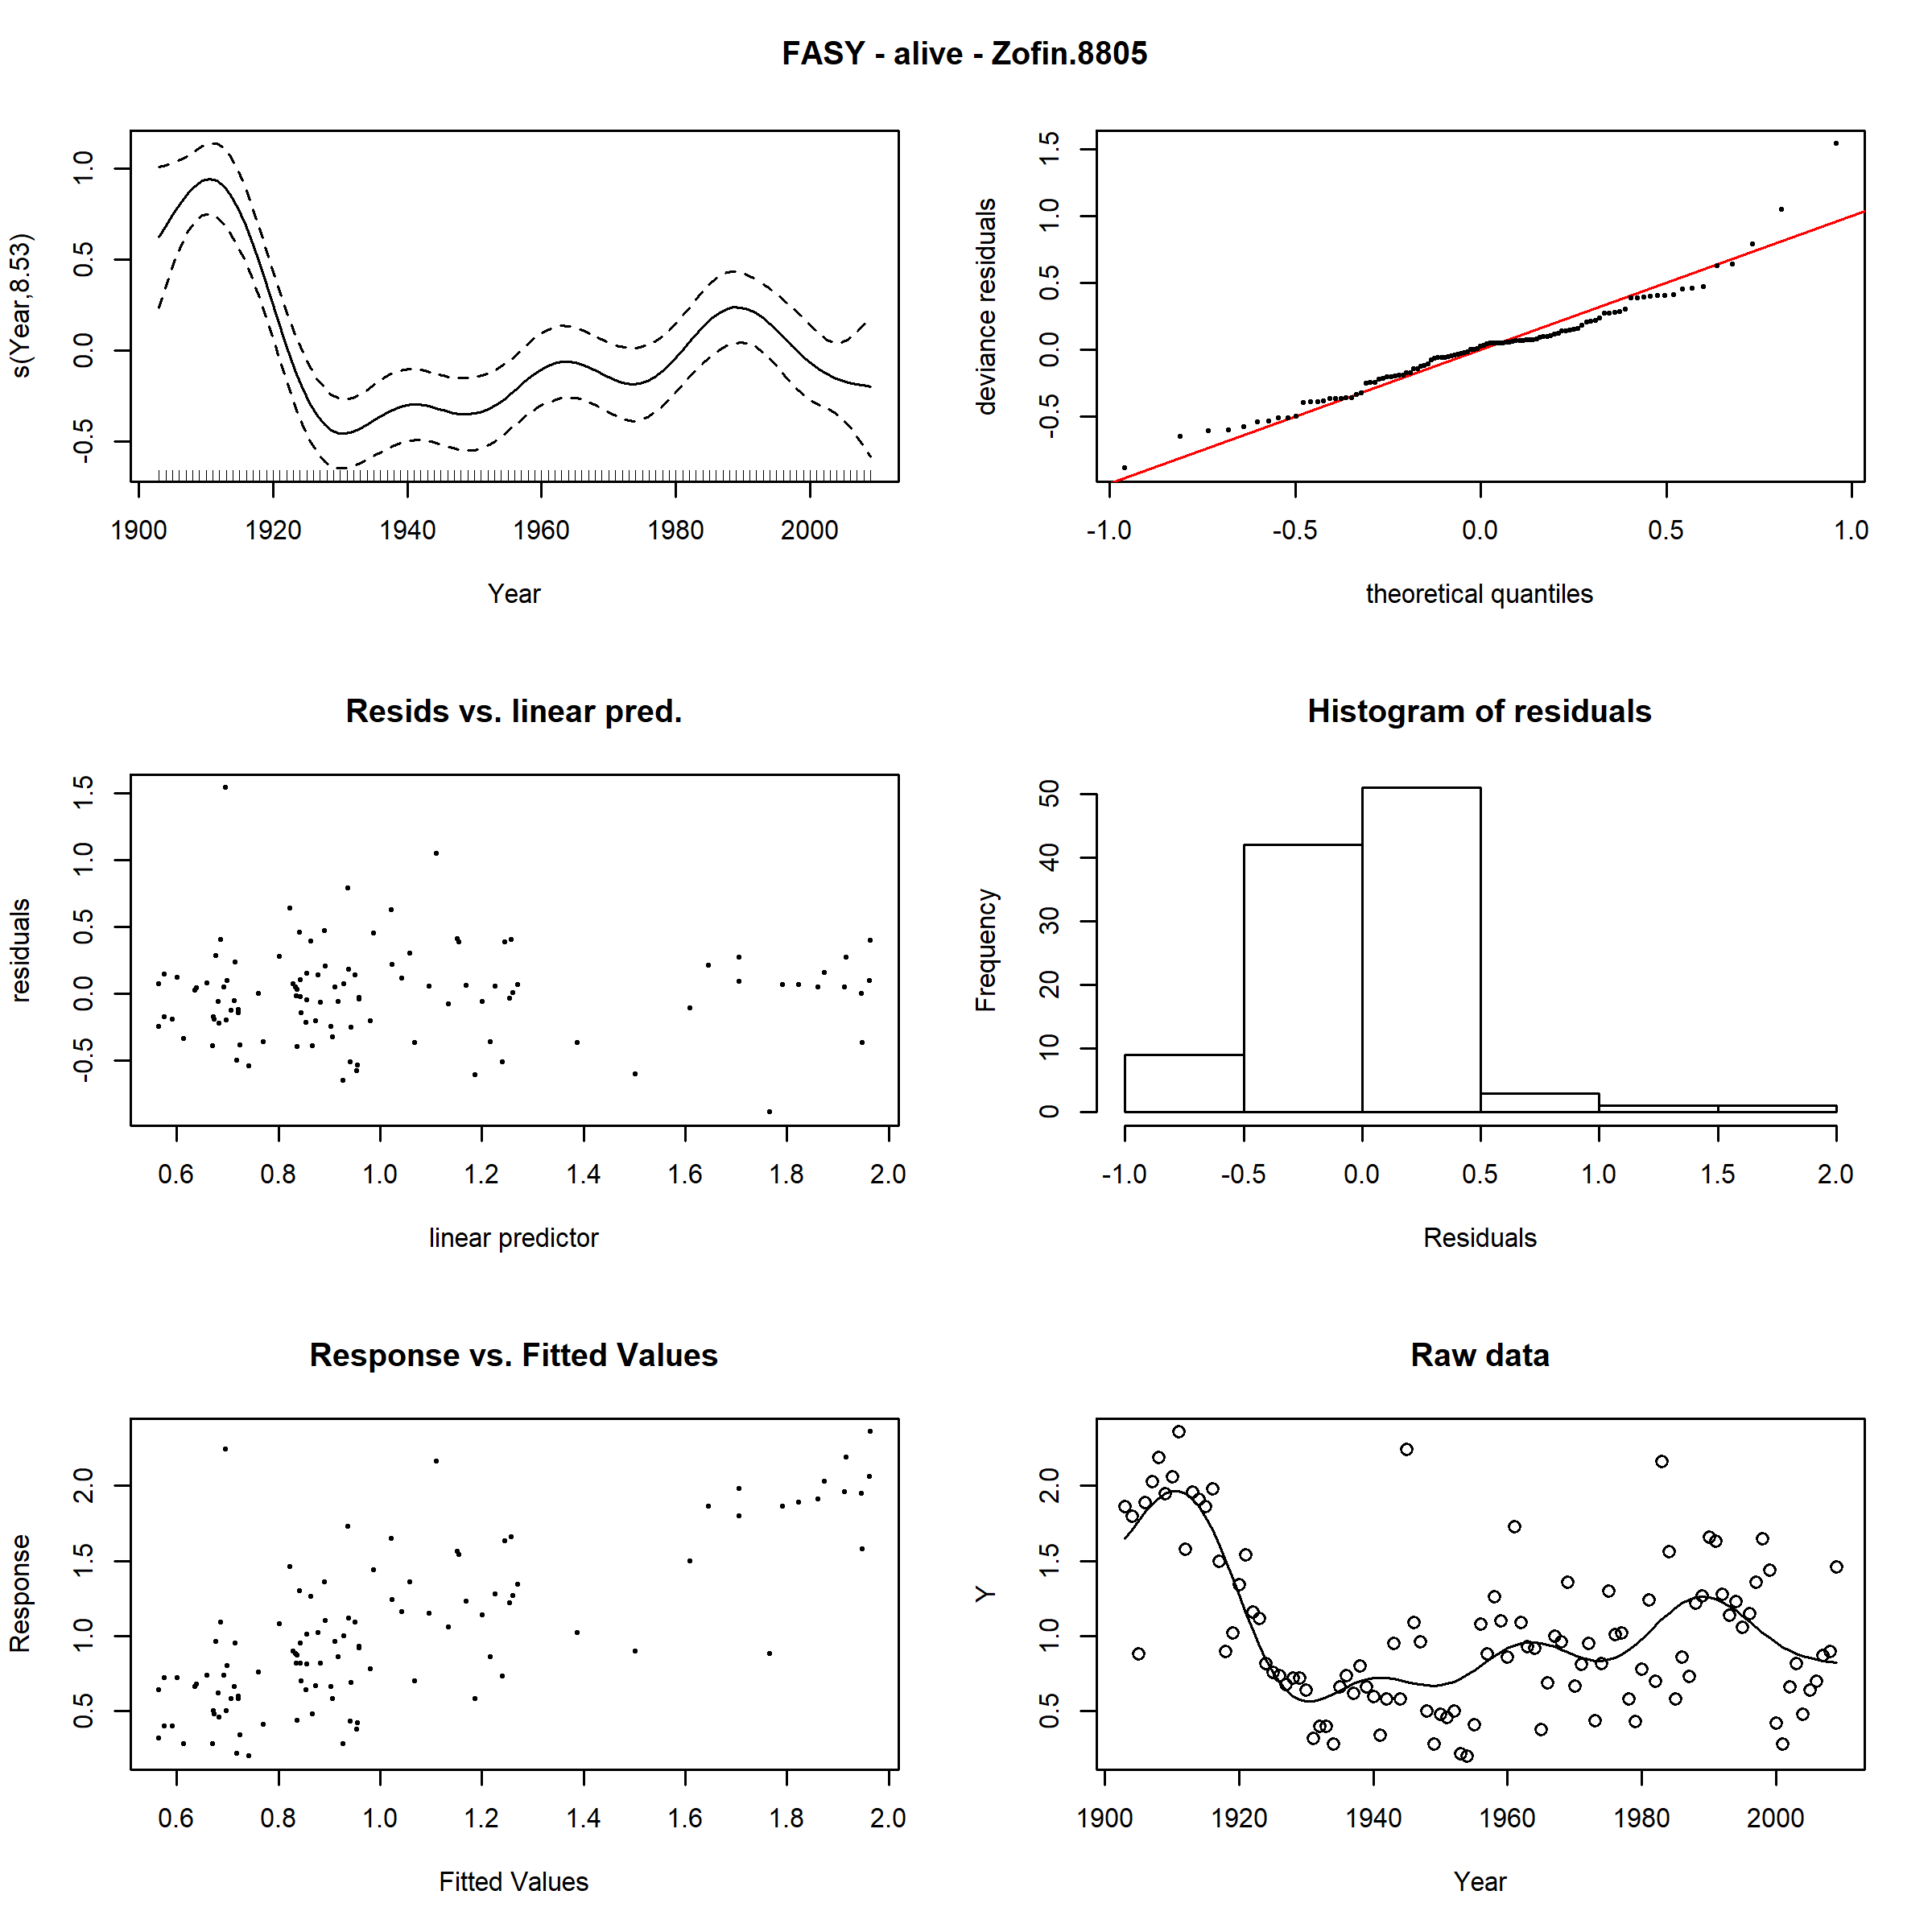 FASY - alive - Zofin.8805
s(Year,8.53)
1.0
0.5
0.0
-0.5
1900 1920 1940 1960 1980 2000
Year
deviance residuals
1.5
1.0
0.5
0.0
-0.5
-1.0 -0.5 0.0 0.5 1.0
theoretical quantiles
Resids vs. linear pred.
residuals
1.5
1.0
0.5
0.0
-0.5
0.6 0.8 1.0 1.2 1.4 1.6 1.8 2.0
linear predictor
Histogram of residuals
Frequency
50
40
30
20
10
0
-1.0 -0.5 0.0 0.5 1.0 1.5 2.0
Residuals
Response vs. Fitted Values
Response
2.0
1.5
1.0
0.5
0.6 0.8 1.0 1.2 1.4 1.6 1.8 2.0
Fitted Values
Raw data
Y
2.0
1.5
1.0
0.5
1900 1920 1940 1960 1980 2000
Year